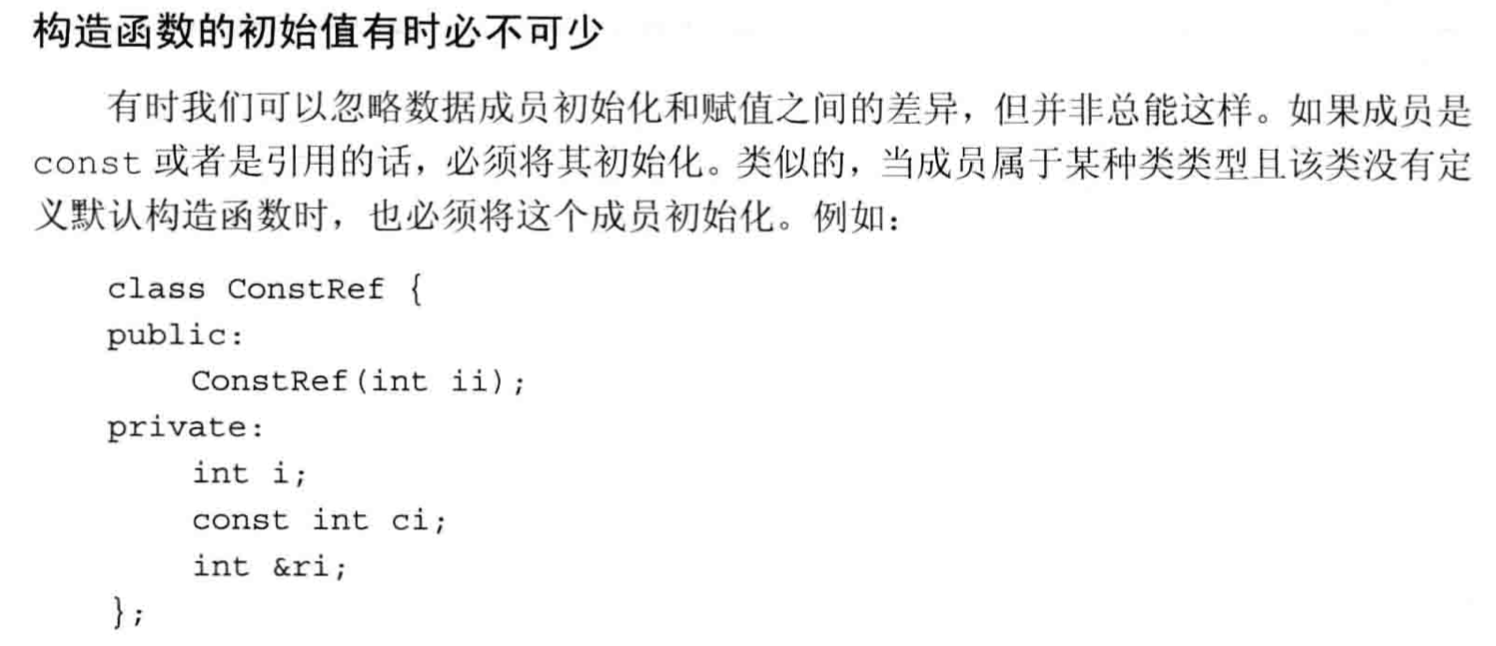 构造函数的初始值有时必不可少
有时我们可以忽略数据成员初始化和赋值之间的差异，但并非总能这样。如果成员是
const 或者是引用的话，必须将其初始化。类似的，当成员属于某种类类型且该类没有定
义默认构造函数时，也必须将这个成员初始化。例如：
class ConstRef {
public:
    ConstRef(int ii);
private:
    int i;
    const int ci;
    int &ri;
};